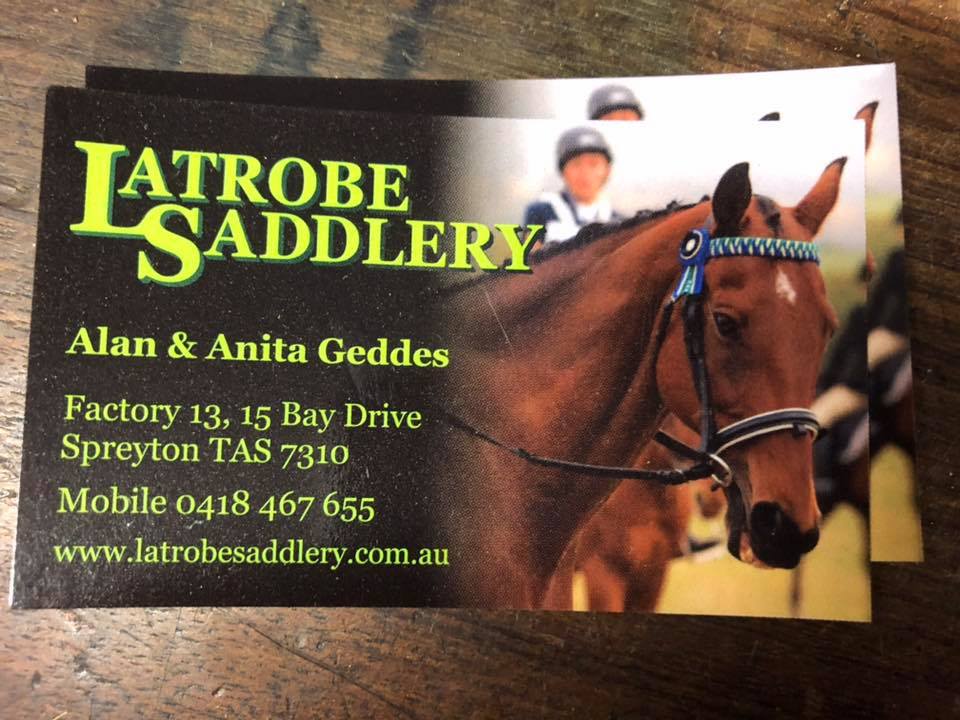 LATROBE
SADDLERY
Alan & Anita Geddes
Factory 13, 15 Bay Drive
Spreyton TAS 7310
Mobile 0418 467 655
www.latrobesaddlery.com.au